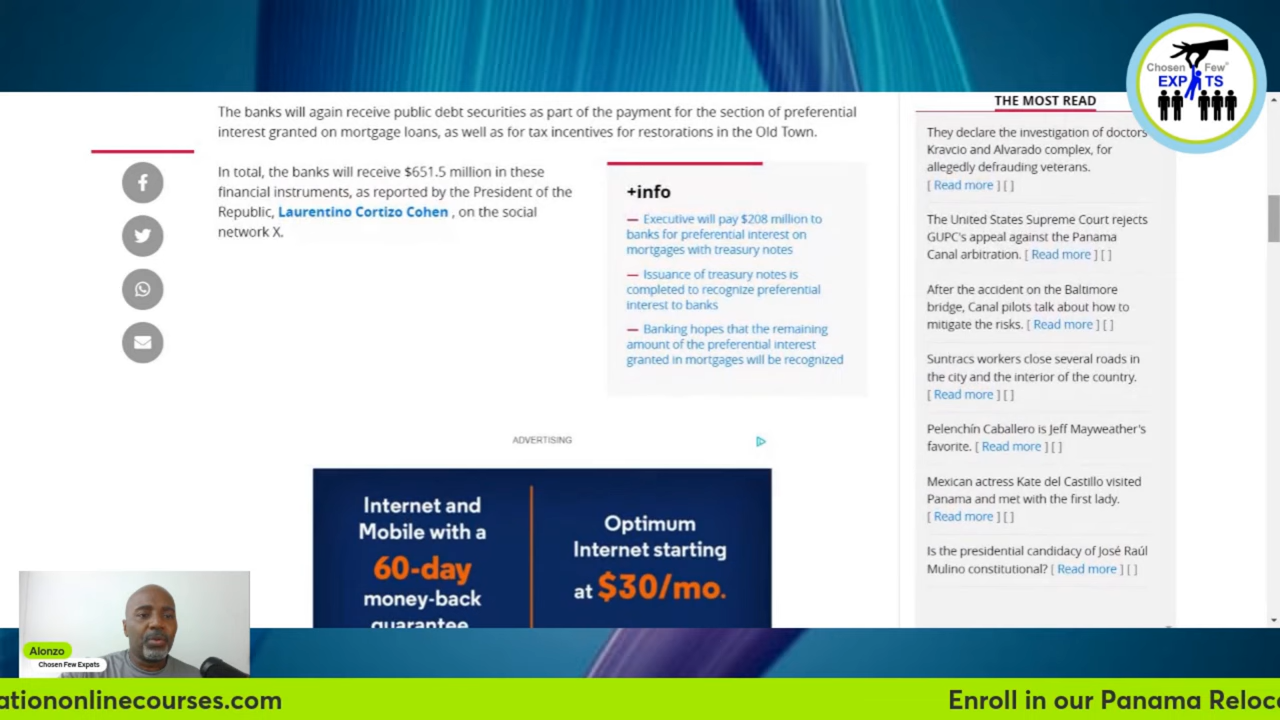 Chosen Few®
EXPATS
The banks will again receive public debt securities as part of the payment for the section of preferential
interest granted on mortgage loans, as well as for tax incentives for restorations in the Old Town.
In total, the banks will receive $651.5 million in these
financial instruments, as reported by the President of the
Republic, Laurentino Cortizo Cohen , on the social
network X.
+info
— Executive will pay $208 million to
banks for preferential interest on
mortgages with treasury notes
— Issuance of treasury notes is
completed to recognize preferential
interest to banks
— Banking hopes that the remaining
amount of the preferential interest
granted in mortgages will be recognized
ADVERTISING
Internet and
Mobile with a
60-day
money-back
guarantee
Optimum
Internet starting
at $30/mo.
THE MOST READ
They declare the investigation of doctors
Kravcio and Alvarado complex, for
allegedly defrauding veterans.
[ Read more ] [ ]
The United States Supreme Court rejects
GUPC's appeal against the Panama
Canal arbitration. [ Read more ] [ ]
After the accident on the Baltimore
bridge, Canal pilots talk about how to
mitigate the risks. [ Read more ] [ ]
Suntracs workers close several roads in
the city and the interior of the country.
[ Read more ] [ ]
Pelenchín Caballero is Jeff Mayweather's
favorite. [ Read more ] [ ]
Mexican actress Kate del Castillo visited
Panama and met with the first lady.
[ Read more ] [ ]
Is the presidential candidacy of José Raúl
Mulino constitutional? [ Read more ] [ ]
Alonzo
Chosen Few Expats
ationonlinecourses.com
Enroll in our Panama Reloc